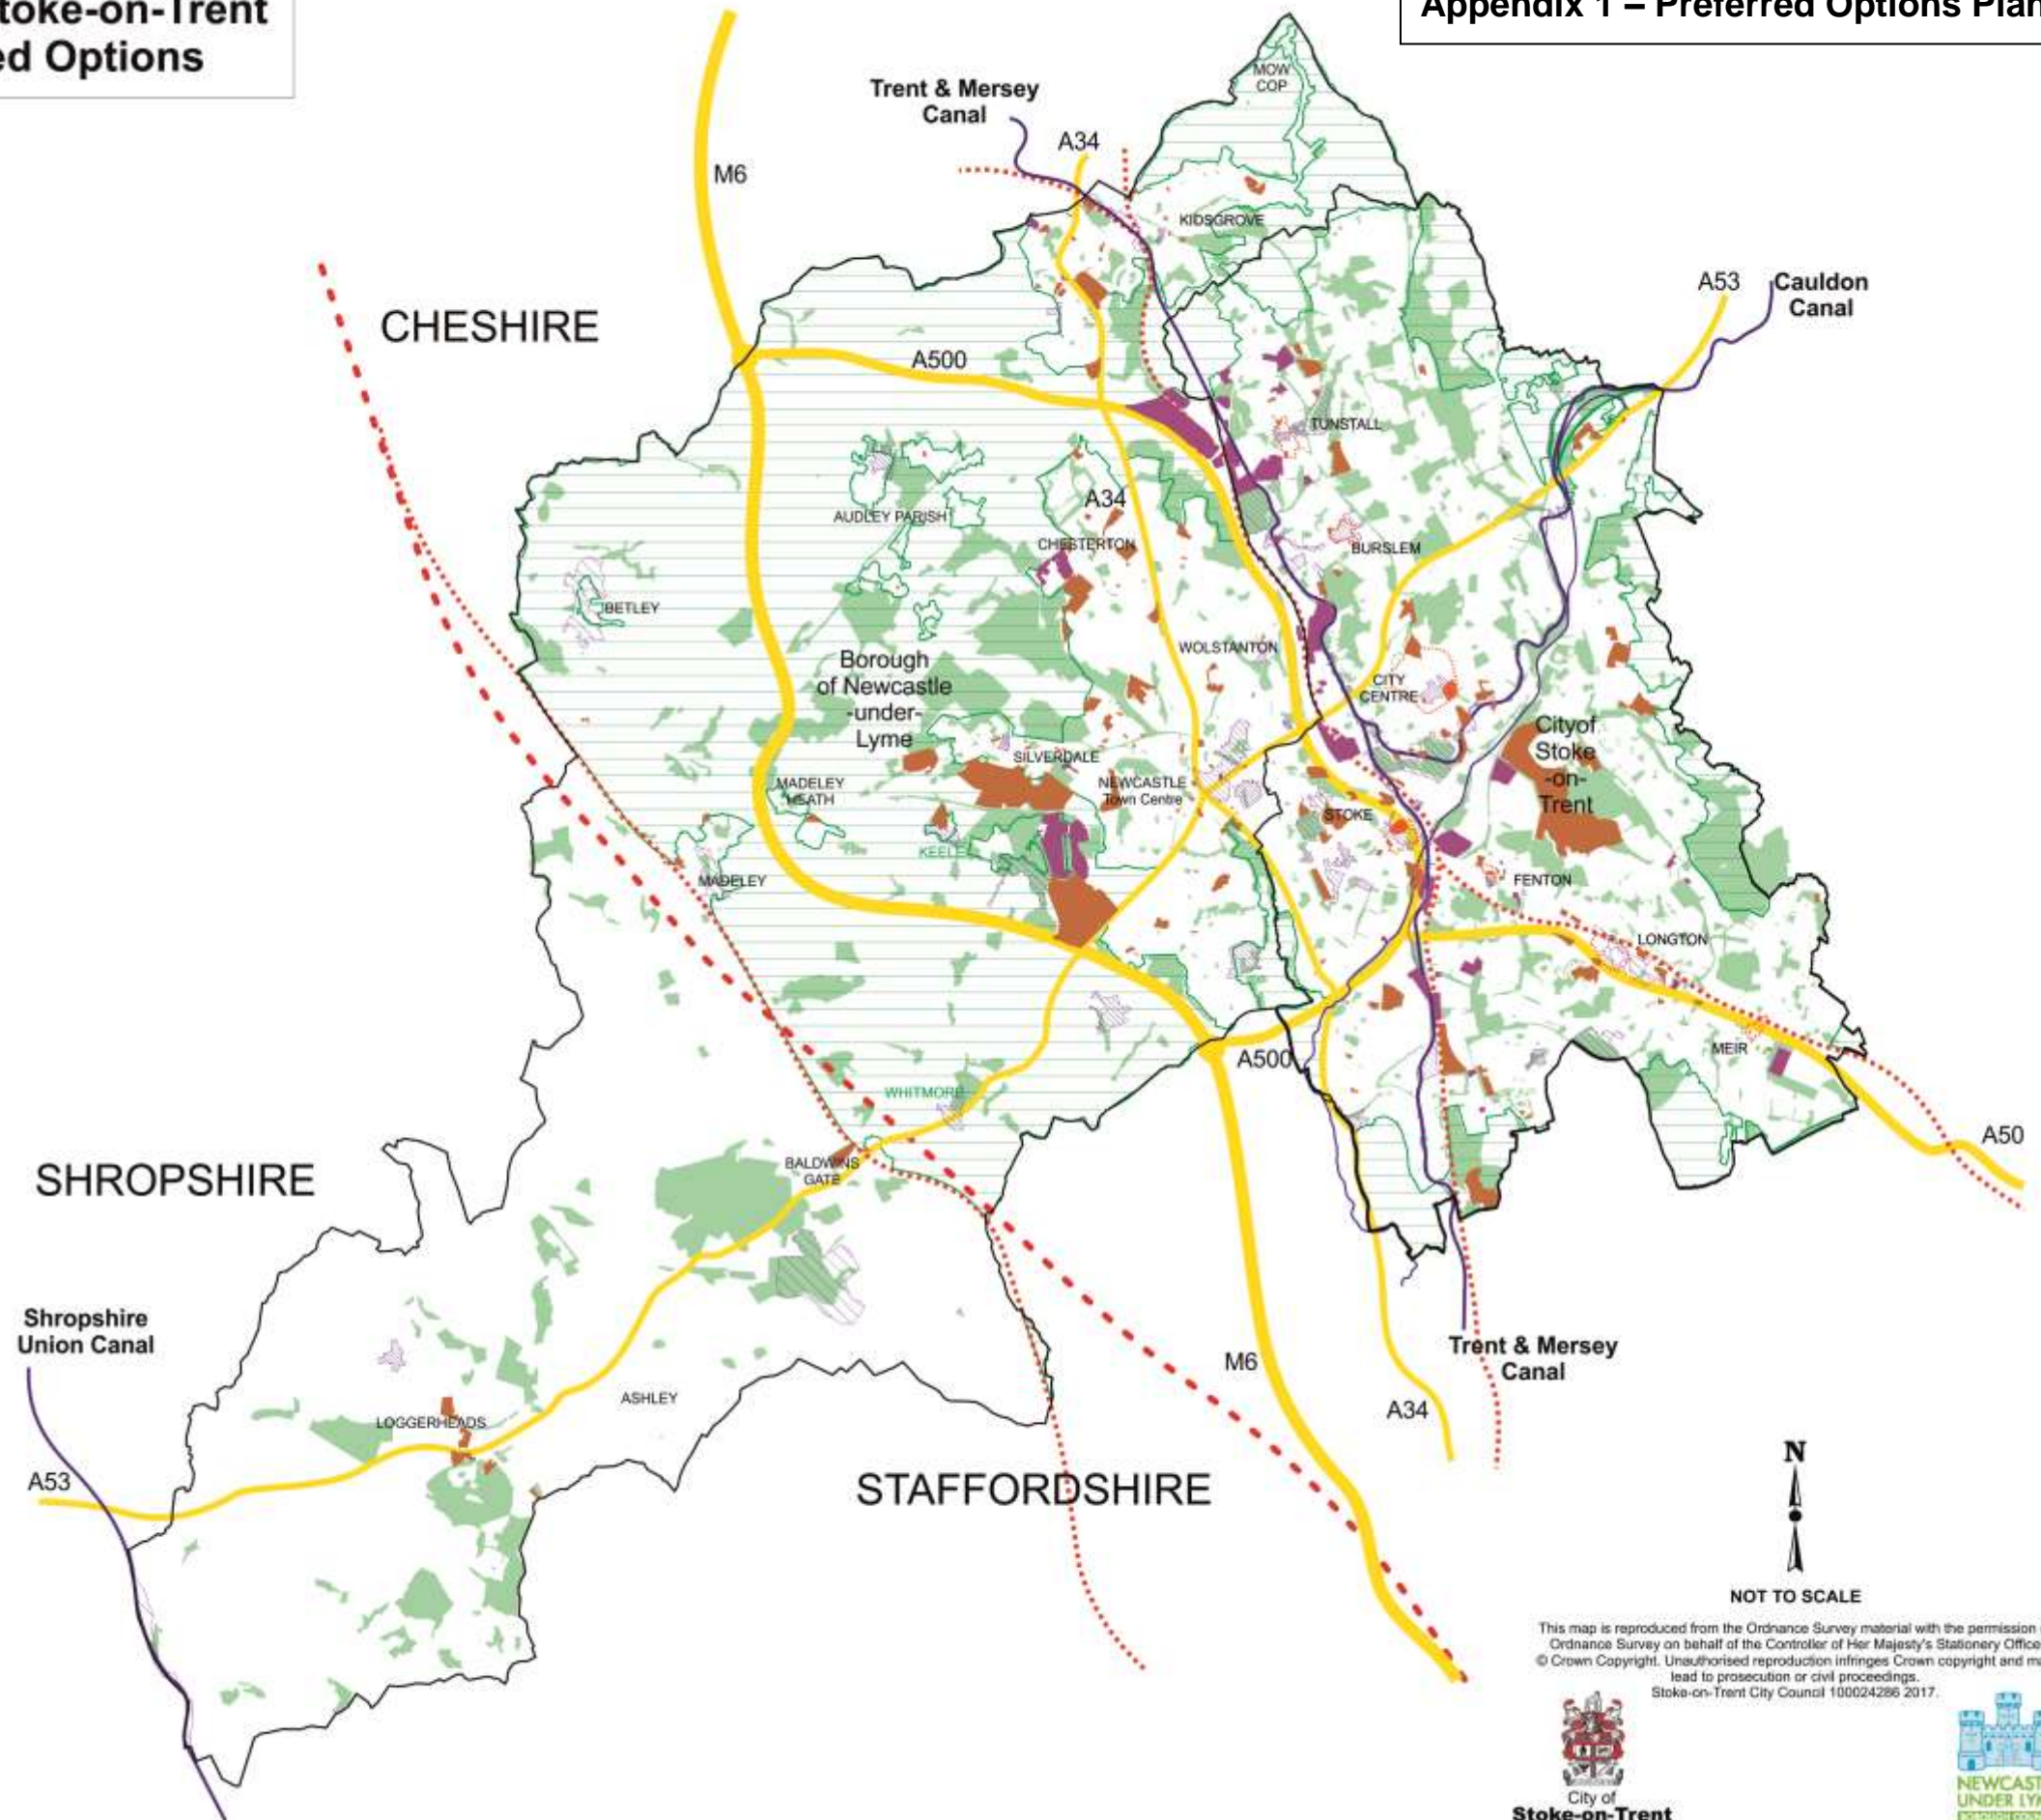 toke-on-Trent
ed Options
Appendix 1 – Preferred Options Plan
MOW
COP
Trent & Mersey
Canal
A34
M6
KIDSGROVE
A53
Cauldon
Canal
CHESHIRE
A500
TUNSTALL
A34
AUDLEY PARISH
CHESTERTON
BURSLEM
BETLEY
WOLSTANTON
Borough
of Newcastle
-under-
Lyme
CITY
CENTRE
Cityof
Stoke
-on-
Trent
SILVERDALE
MADELEY
HEATH
NEWCASTLE
Town Centre
STOKE
KEELE
MADELEY
FENTON
LONGTON
MEIR
A500
WHITMORE
A50
BALDWINS
GATE
SHROPSHIRE
Shropshire
Union Canal
Trent & Mersey
Canal
M6
ASHLEY
A34
LOGGERHEADS
A53
STAFFORDSHIRE
N
NOT TO SCALE
This map is reproduced from the Ordnance Survey material with the permission
Ordnance Survey on behalf of the Controller of Her Majesty's Stationery Office
© Crown Copyright. Unauthorised reproduction infringes Crown copyright and ma
lead to prosecution or civil proceedings.
Stoke-on-Trent City Council 100024286 2017.
City of
Stoke-on-Trent
NEWCAST
UNDER LYM
BOROUGH COUNC